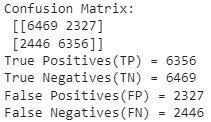 Confusion Matrix:
[[6469 2327]
[2446 6356]]
True Positives(TP) = 6356
True Negatives(TN) = 6469
False Positives(FP) = 2327
False Negatives(FN) = 2446